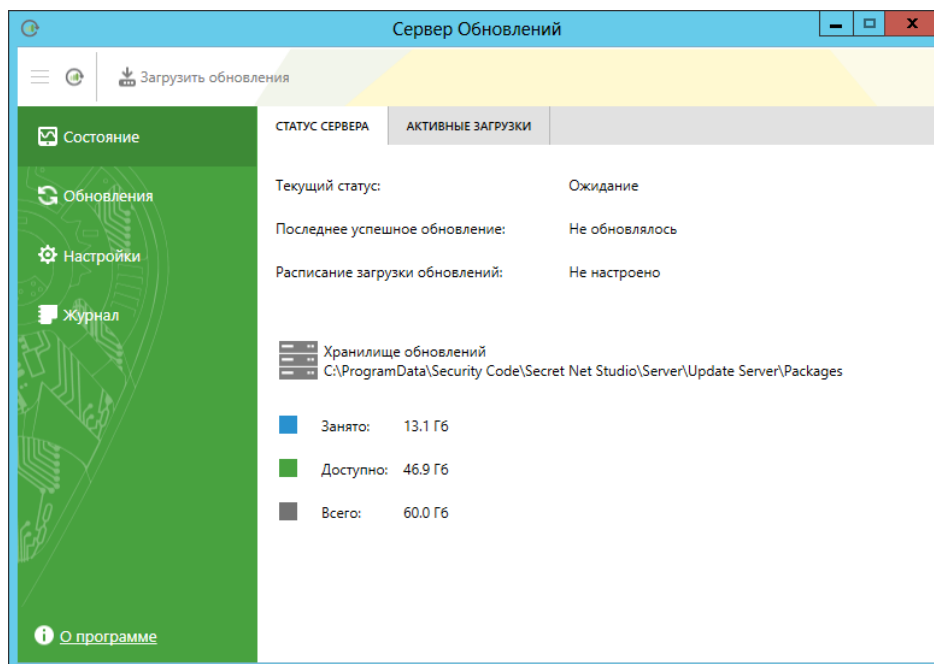 Сервер Обновлений
Загрузить обновления
Состояние
Обновления
Настройки
Журнал
О программе
СТАТУС СЕРВЕРА АКТИВНЫЕ ЗАГРУЗКИ
Текущий статус: Ожидание
Последнее успешное обновление: Не обновлялось
Расписание загрузки обновлений: Не настроено
Хранилище обновлений
C:\ProgramData\Security Code\Secret Net Studio\Server\Update Server\Packages
Занято: 13.1 Гб
Доступно: 46.9 Гб
Всего: 60.0 Гб